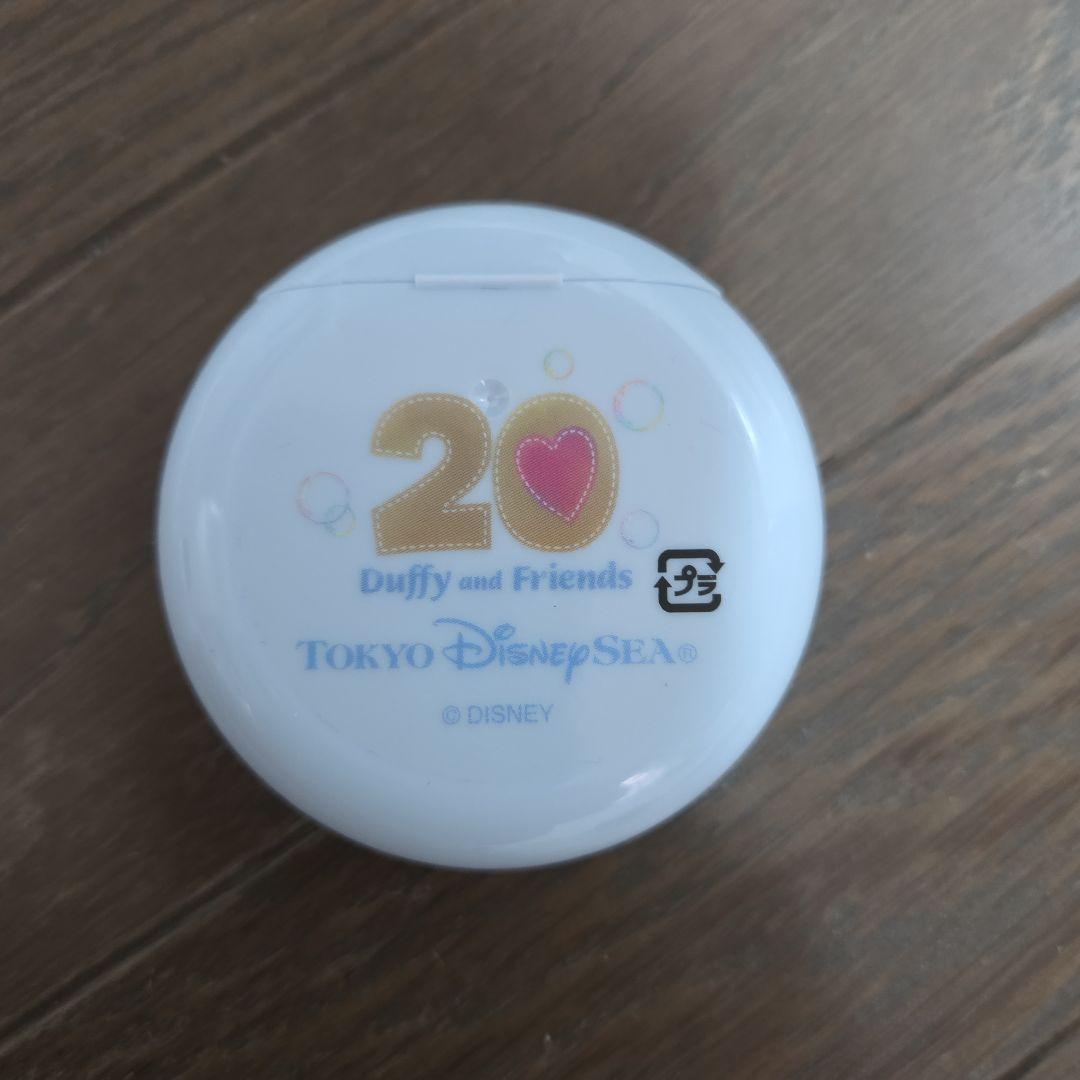 20
Duffy and Friends
プラ
TOKYO DISNEYSEA®
© DISNEY